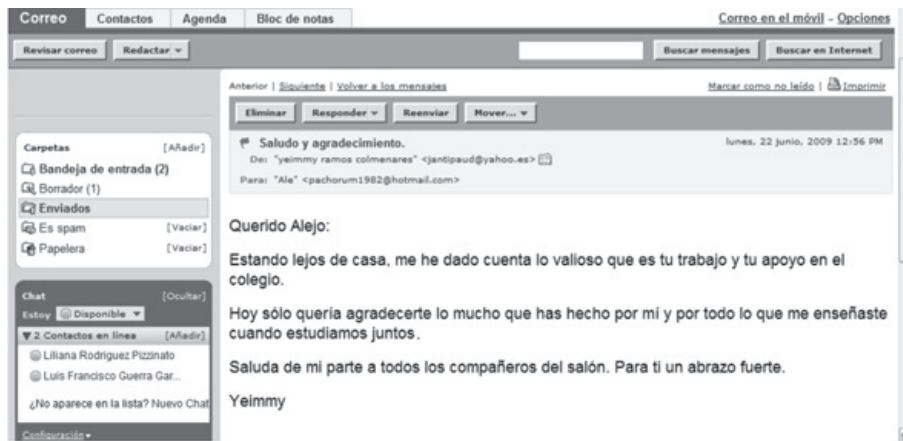 Correo Contactos Agenda Bloc de notas Correo en el móvil - Opciones
Revisar correo Redactar Buscar mensajes Buscar en Internet
Anterior | Siguiente | Volver a los mensajes Marcar como no leído | Imprimir
Eliminar Responder Reenviar Mover...
Saludo y agradecimiento. lunes, 22 junio, 2009 12:56 PM
De: "yeimmy ramos colmenares" <jantipaud@yahoo.es>
Para: "Ale" <pachorum1982@hotmail.com>
Carpetas [Añadir]
Bandeja de entrada (2)
Borrador (1)
Enviados
Es spam [Vaciar]
Papelera [Vaciar]
Chat [Ocultar]
Estoy Disponible
2 Contactos en línea [Añadir]
Liliana Rodriguez Pizzinato
Luis Francisco Guerra Gar...
¿No aparece en la lista? Nuevo Chat
Configuración
Querido Alejo:
Estando lejos de casa, me he dado cuenta lo valioso que es tu trabajo y tu apoyo en el
colegio.
Hoy sólo quería agradecerte lo mucho que has hecho por mí y por todo lo que me enseñaste
cuando estudiamos juntos.
Saluda de mi parte a todos los compañeros del salón. Para ti un abrazo fuerte.
Yeimmy